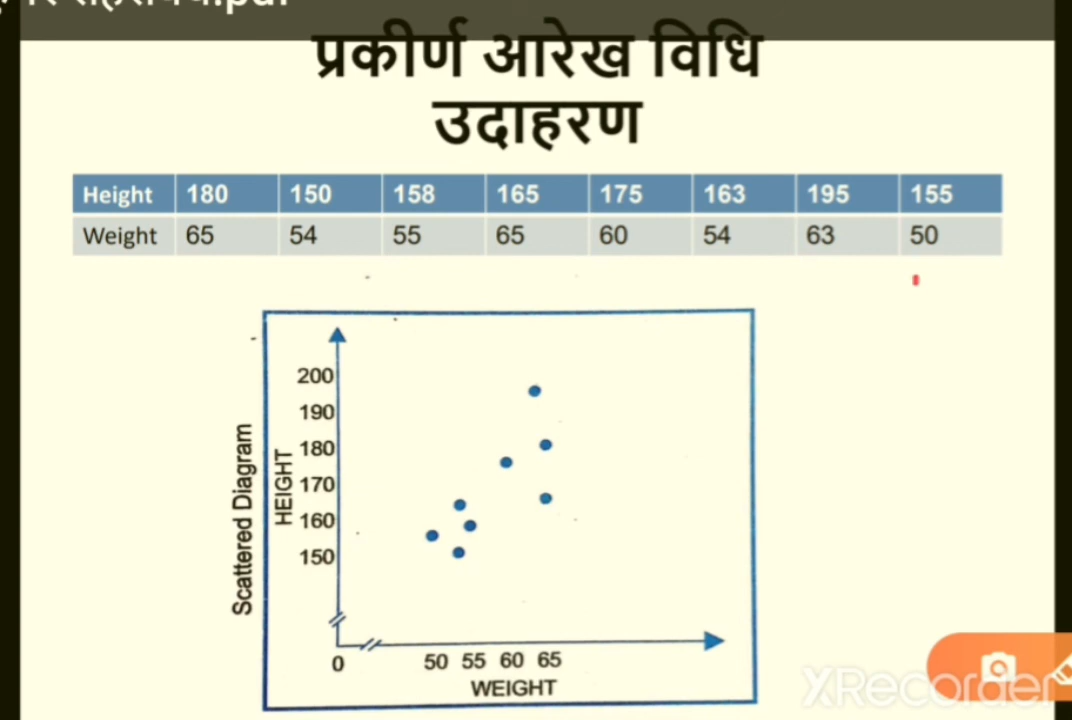 प्रकीर्ण आरेख विधि
उदाहरण
Height 180 150 158 165 175 163 195 155
Weight 65 54 55 65 60 54 63 50
Scattered Diagram
HEIGHT
200
190
180
170
160
150
0 50 55 60 65
WEIGHT
XRecorder